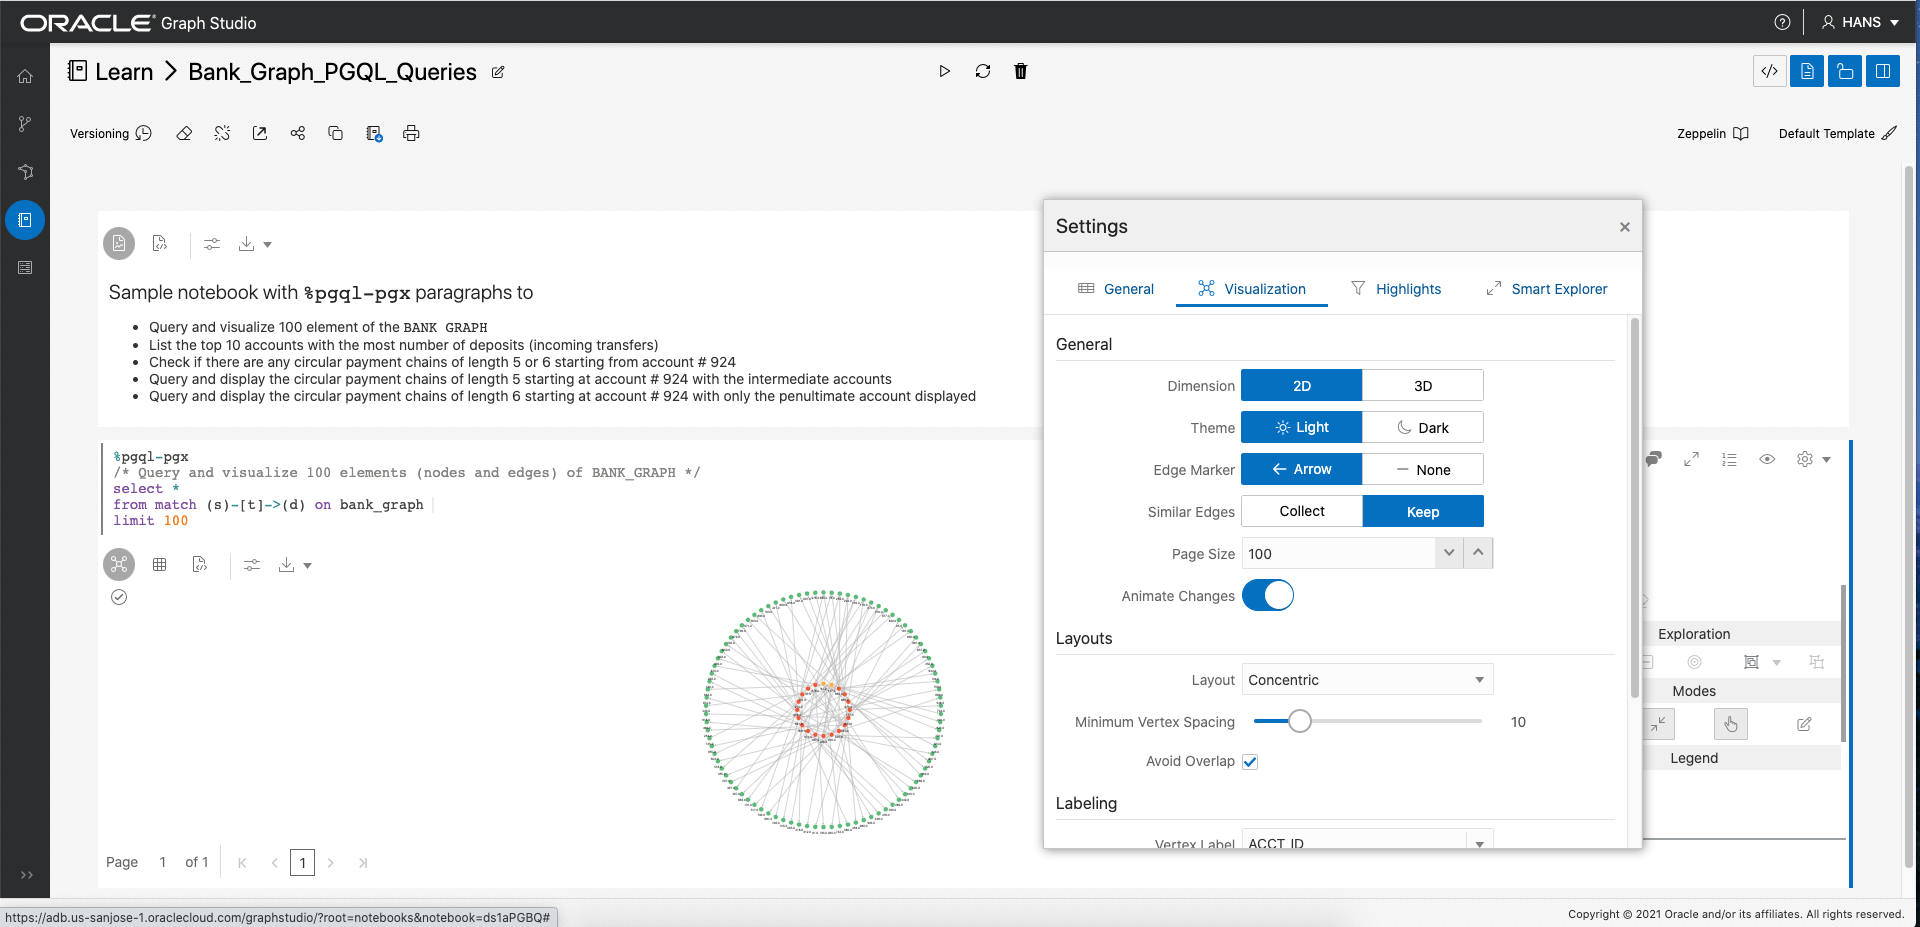 ORACLE® Graph Studio
HANS
Learn > Bank_Graph_PGQL_Queries
Versioning
Zeppelin
Default Template
Sample notebook with %pgql-pgx paragraphs to
• Query and visualize 100 element of the BANK GRAPH
• List the top 10 accounts with the most number of deposits (incoming transfers)
• Check if there are any circular payment chains of length 5 or 6 starting from account # 924
• Query and display the circular payment chains of length 5 starting at account # 924 with the intermediate accounts
• Query and display the circular payment chains of length 6 starting at account # 924 with only the penultimate account displayed
%pgql-pgx
/* Query and visualize 100 elements (nodes and edges) of BANK_GRAPH */
select *
from match (s)-[t]->(d) on bank_graph
limit 100
Page 1 of 1
1
Settings
General
Visualization
Highlights
Smart Explorer
General
Dimension 2D 3D
Theme Light Dark
Edge Marker Arrow None
Similar Edges Collect Keep
Page Size 100
Animate Changes
Layouts
Layout Concentric
Minimum Vertex Spacing 10
Avoid Overlap
Labeling
Vertex Label ACCT_ID
Exploration
Modes
Legend
https://adb.us-sanjose-1.oraclecloud.com/graphstudio/?root=notebooks&notebook=ds1aPGBQ#
Copyright © 2021 Oracle and/or its affiliates. All rights reserved.